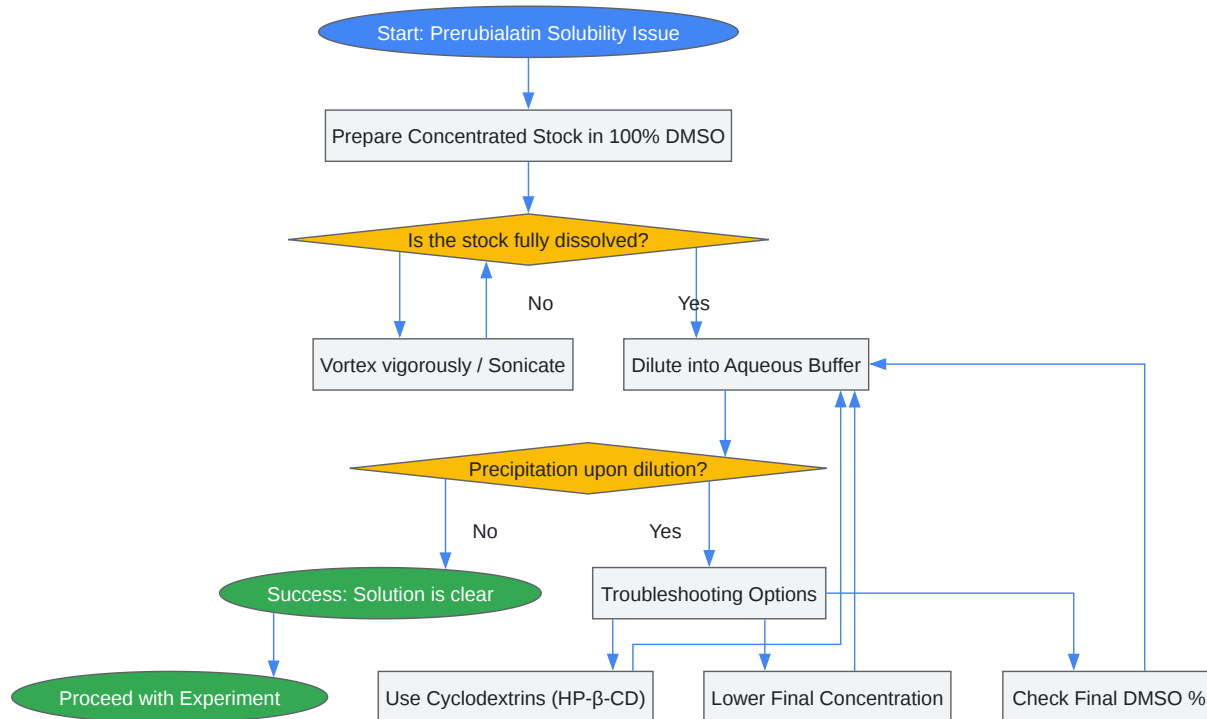 Start: Prerubialatin Solubility Issue
Prepare Concentrated Stock in 100% DMSO
Is the stock fully dissolved?
No
Yes
Vortex vigorously / Sonicate
Dilute into Aqueous Buffer
Precipitation upon dilution?
No
Yes
Success: Solution is clear
Troubleshooting Options
Proceed with Experiment
Use Cyclodextrins (HP-β-CD)
Lower Final Concentration
Check Final DMSO %